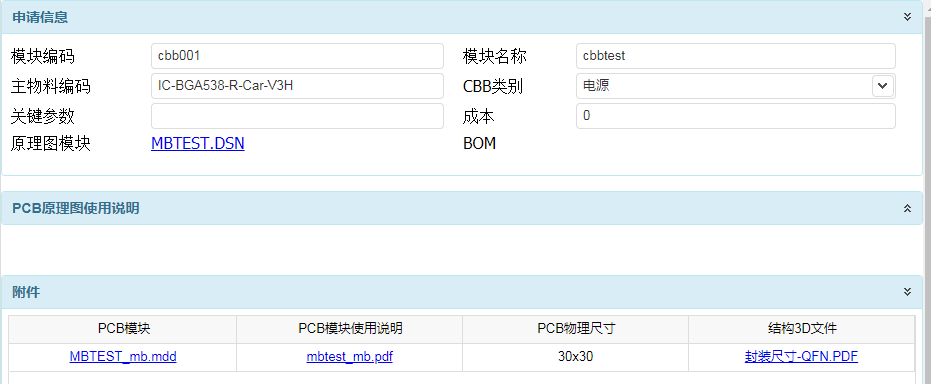 申请信息
模块编码 cbb001 模块名称 cbbtest
主物料编码 IC-BGA538-R-Car-V3H CBB类别 电源
关键参数 成本 0
原理图模块 MBTEST.DSN BOM
PCB原理图使用说明
附件
PCB模块 PCB模块使用说明 PCB物理尺寸 结构3D文件
MBTEST_mb.mdd mbtest_mb.pdf 30x30 封装尺寸-QFN.PDF